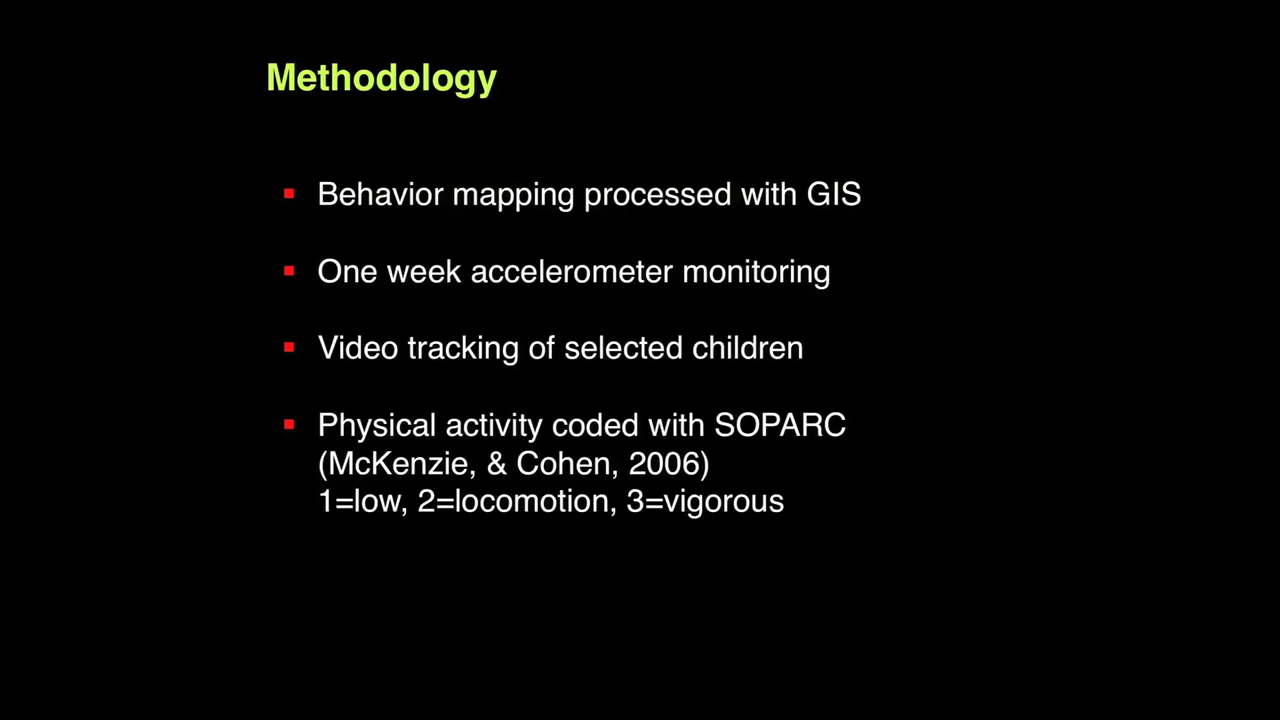 Methodology
▪ Behavior mapping processed with GIS
▪ One week accelerometer monitoring
▪ Video tracking of selected children
▪ Physical activity coded with SOPARC
(McKenzie, & Cohen, 2006)
1=low, 2=locomotion, 3=vigorous